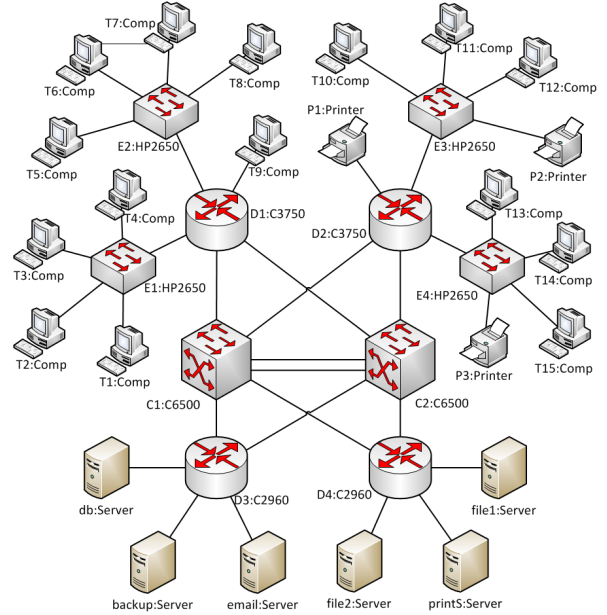 T7:Comp
T6:Comp
T8:Comp
T11:Comp
T10:Comp
T12:Comp
P1:Printer
E2:HP2650
E3:HP2650
T5:Comp
T9:Comp
P2:Printer
T4:Comp
D1:C3750
D2:C3750
T13:Comp
T3:Comp
E1:HP2650
E4:HP2650
T14:Comp
T2:Comp
T1:Comp
P3:Printer
T15:Comp
C1:C6500
C2:C6500
D3:C2960
D4:C2960
db:Server
file1:Server
backup:Server
email:Server
file2:Server
printS:Server